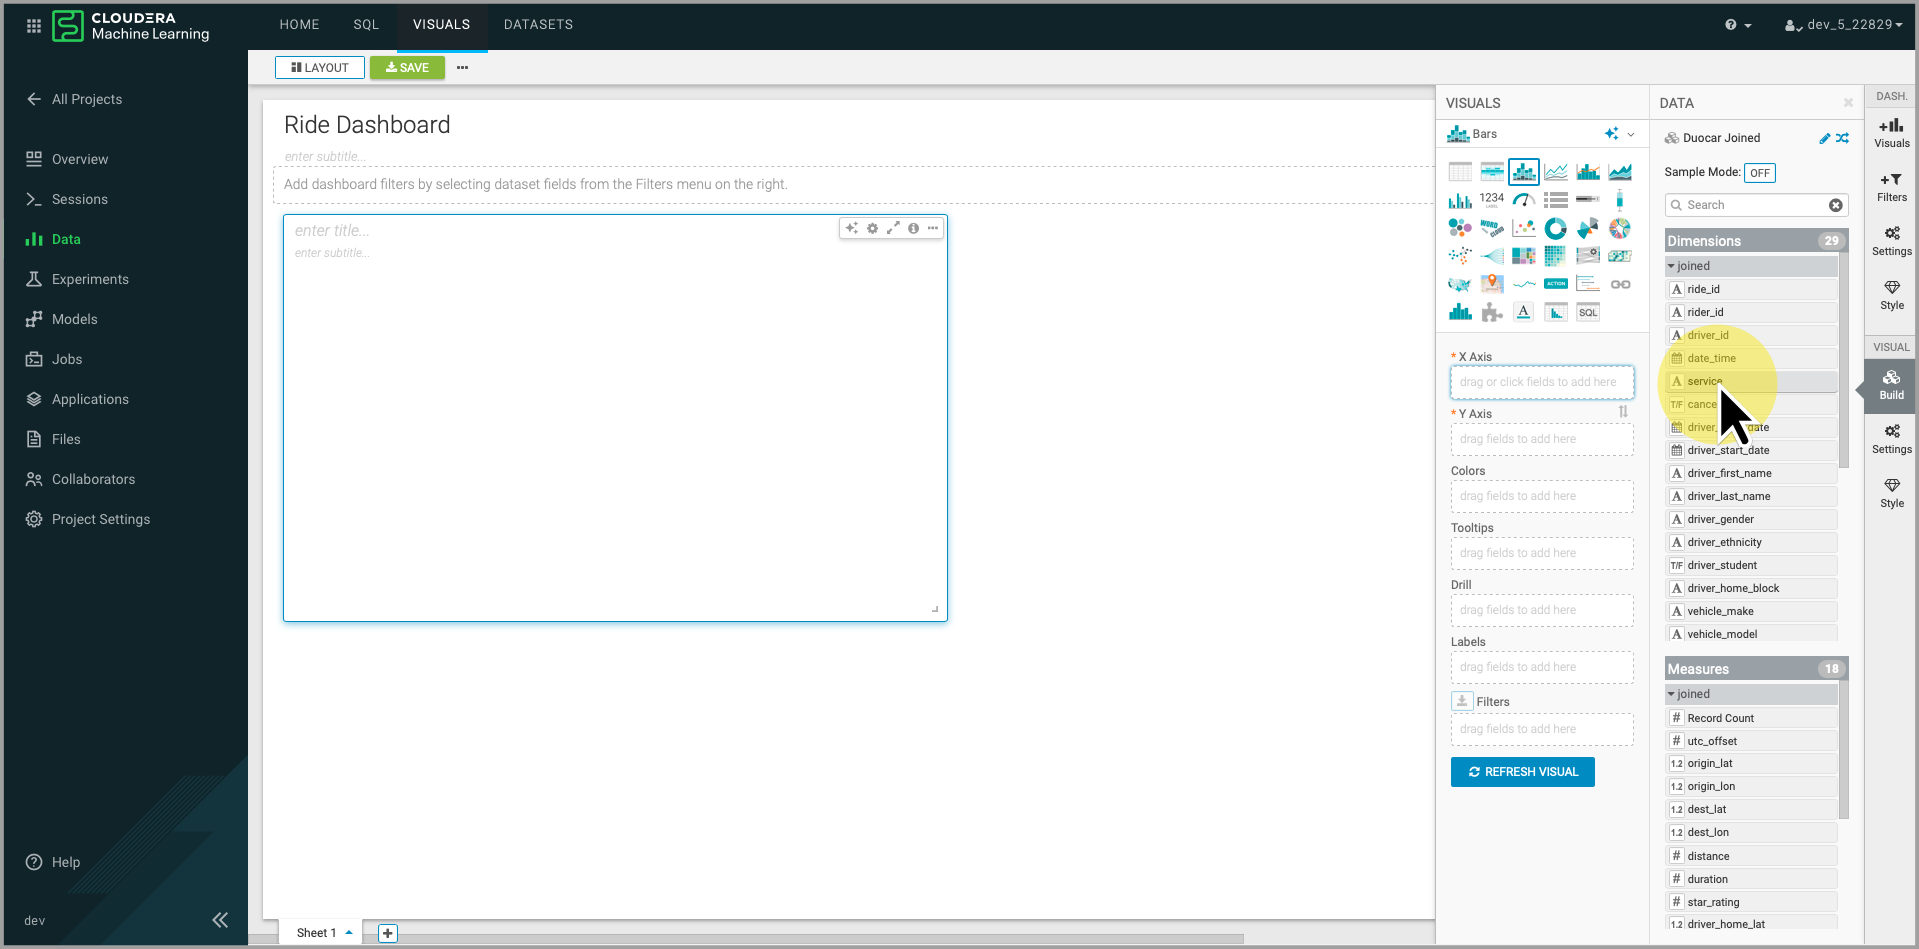 CLOUDERA
Machine Learning
HOME
SQL
VISUALS
DATASETS
dev_5_22829
LAYOUT
SAVE
All Projects
Overview
Sessions
Data
Experiments
Models
Jobs
Applications
Files
Collaborators
Project Settings
Help
dev
Ride Dashboard
enter subtitle...
Add dashboard filters by selecting dataset fields from the Filters menu on the right.
enter title...
enter subtitle...
Sheet 1
VISUALS
Bars
1234
LABEL
WORD
CLOUD
ACTION
A
SQL
* X Axis
drag or click fields to add here
* Y Axis
drag fields to add here
Colors
drag fields to add here
Tooltips
drag fields to add here
Drill
drag fields to add here
Labels
drag fields to add here
Filters
drag fields to add here
REFRESH VISUAL
DATA
Duocar Joined
Sample Mode: OFF
Search
Dimensions 29
joined
A ride_id
A rider_id
A driver_id
date_time
A service
T/F cance
driver_ date
driver_start_date
A driver_first_name
A driver_last_name
A driver_gender
A driver_ethnicity
T/F driver_student
A driver_home_block
A vehicle_make
A vehicle_model
Measures 18
joined
# Record Count
# utc_offset
1.2 origin_lat
1.2 origin_lon
1.2 dest_lat
1.2 dest_lon
# distance
# duration
# star_rating
1.2 driver_home_lat
DASH.
Visuals
Filters
Settings
Style
VISUAL
Build
Settings
Style